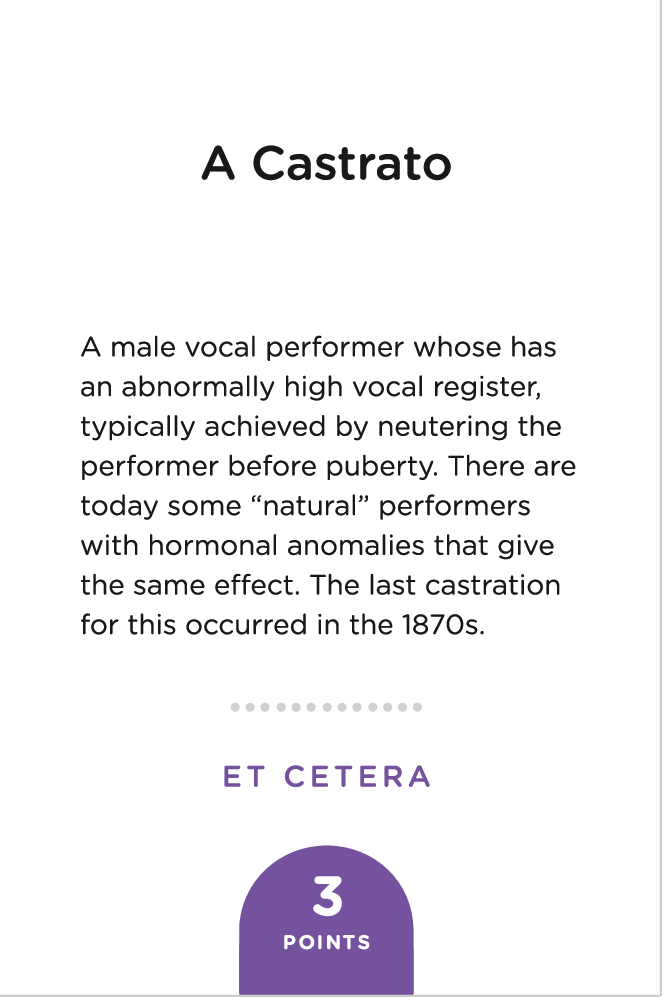 A Castrato
A male vocal performer whose has
an abnormally high vocal register,
typically achieved by neutering the
performer before puberty. There are
today some “natural” performers
with hormonal anomalies that give
the same effect. The last castration
for this occurred in the 1870s.
ET CETERA
3
POINTS